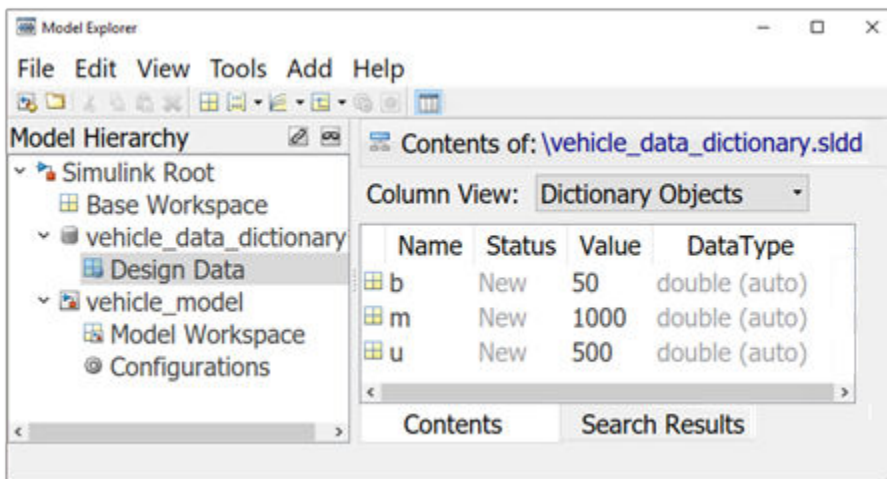 Model Explorer
File Edit View Tools Add Help
Model Hierarchy
Simulink Root
Base Workspace
vehicle_data_dictionary
Design Data
vehicle_model
Model Workspace
Configurations
Contents of: \vehicle_data_dictionary.sldd
Column View: Dictionary Objects
Name Status Value DataType
b New 50 double (auto)
m New 1000 double (auto)
u New 500 double (auto)
Contents Search Results